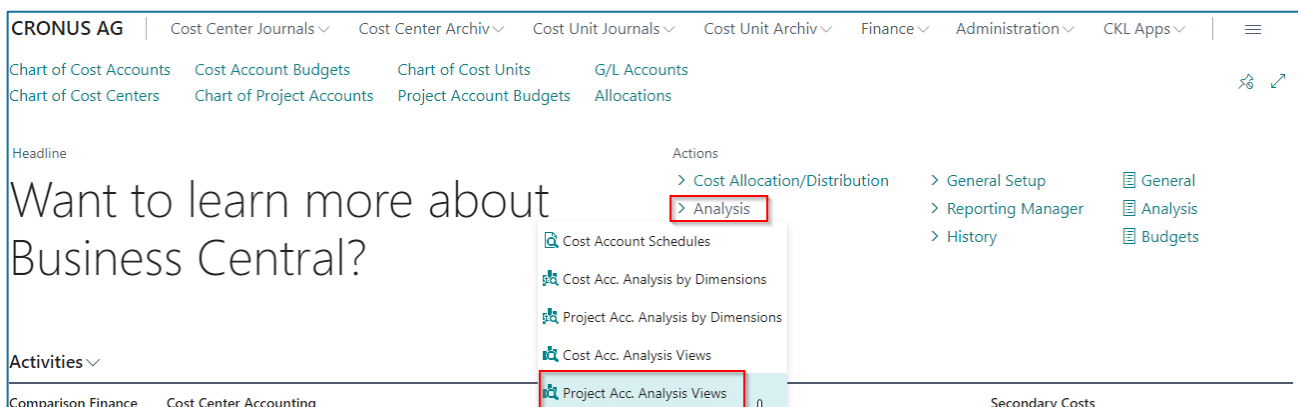 CRONUS AG Cost Center Journals Cost Center Archiv Cost Unit Journals Cost Unit Archiv Finance Administration CKL Apps
Chart of Cost Accounts Cost Account Budgets Chart of Cost Units G/L Accounts
Chart of Cost Centers Chart of Project Accounts Project Account Budgets Allocations
Headline
Want to learn more about
Business Central?
Actions
> Cost Allocation/Distribution > General Setup General
> Analysis > Reporting Manager Analysis
> History Budgets
Cost Account Schedules
Cost Acc. Analysis by Dimensions
Project Acc. Analysis by Dimensions
Cost Acc. Analysis Views
Project Acc. Analysis Views
Activities
Comparison Finance Cost Center Accounting Secondary Costs